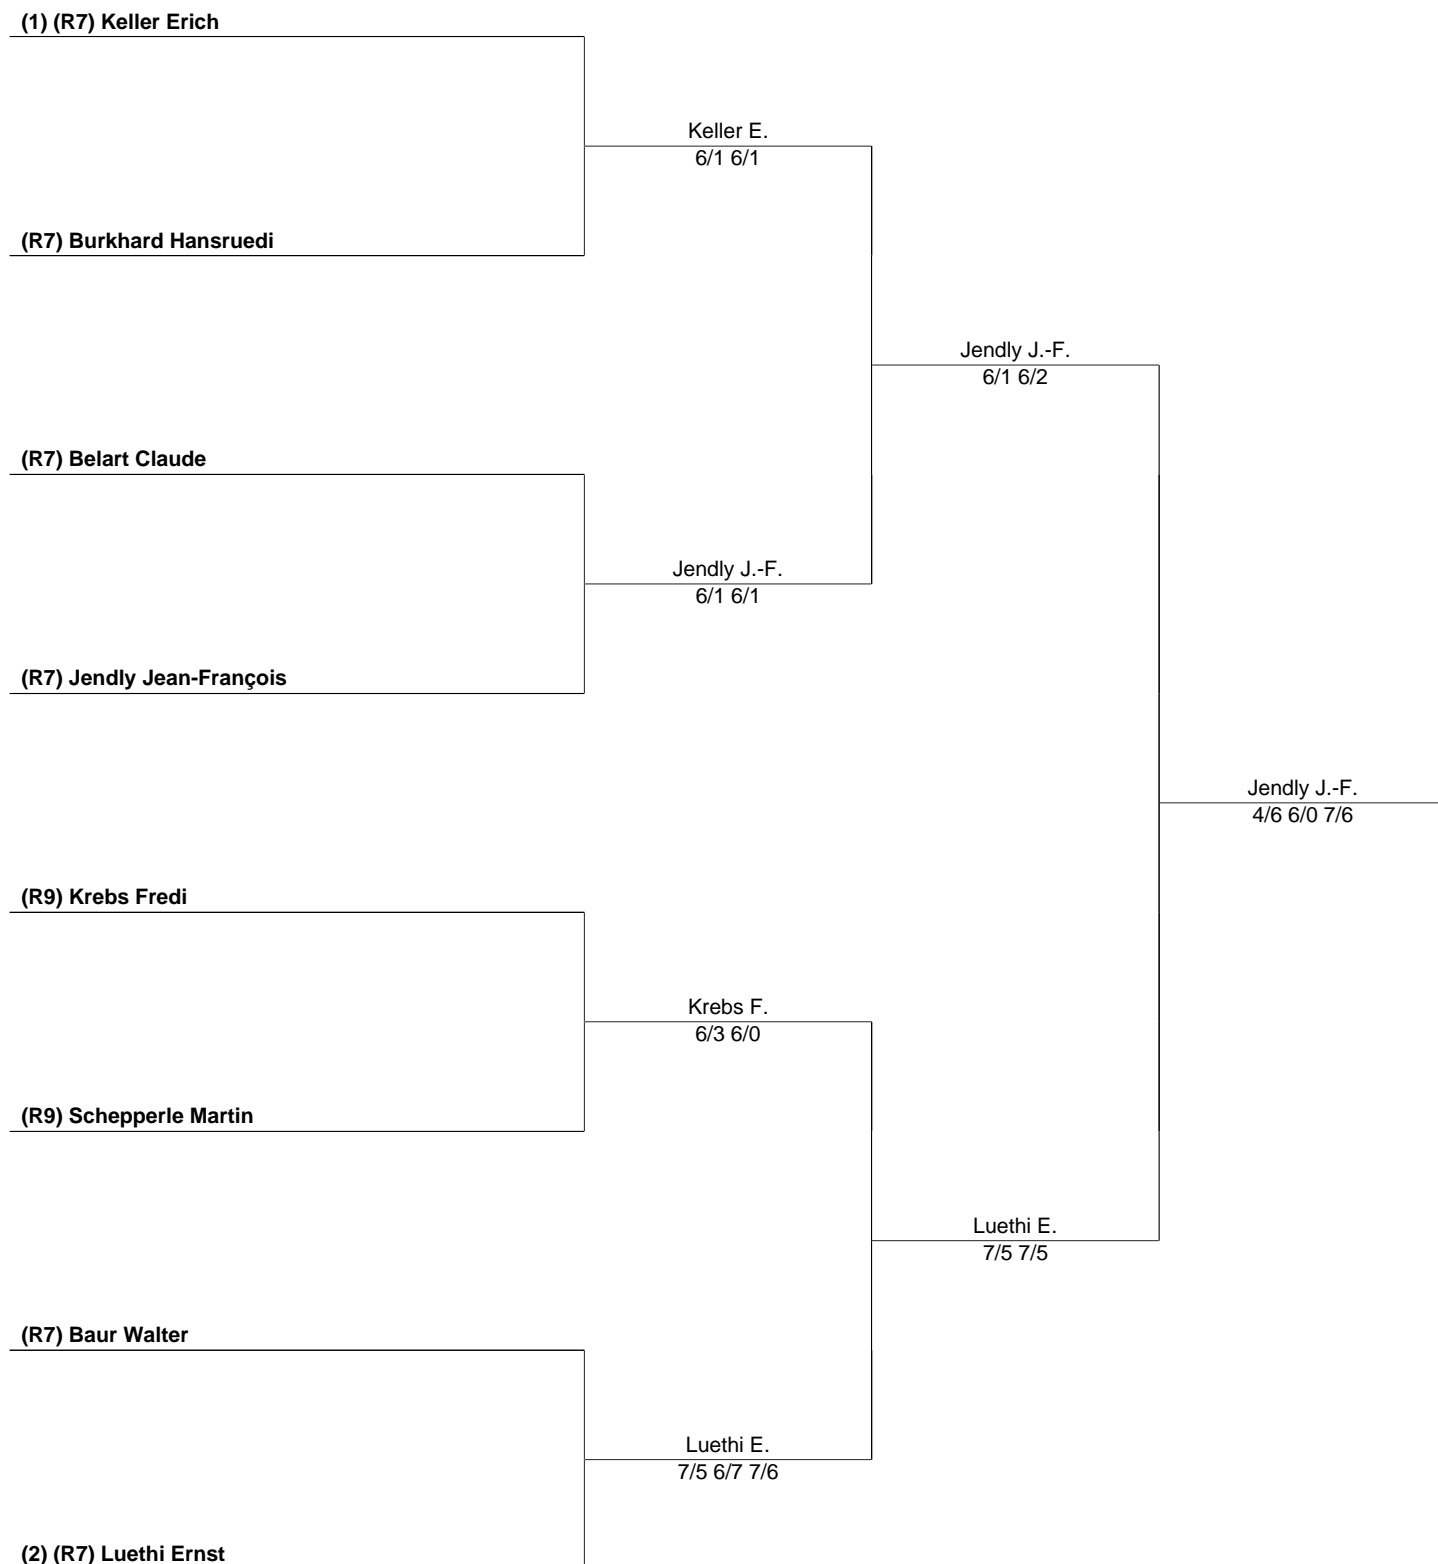 (1) (R7) Keller Erich
Keller E.
6/1 6/1
(R7) Burkhard Hansruedi
Jendly J.-F.
6/1 6/2
(R7) Belart Claude
Jendly J.-F.
6/1 6/1
(R7) Jendly Jean-François
Jendly J.-F.
4/6 6/0 7/6
(R9) Krebs Fredi
Krebs F.
6/3 6/0
(R9) Schepperle Martin
Luethi E.
7/5 7/5
(R7) Baur Walter
Luethi E.
7/5 6/7 7/6
(2) (R7) Luethi Ernst